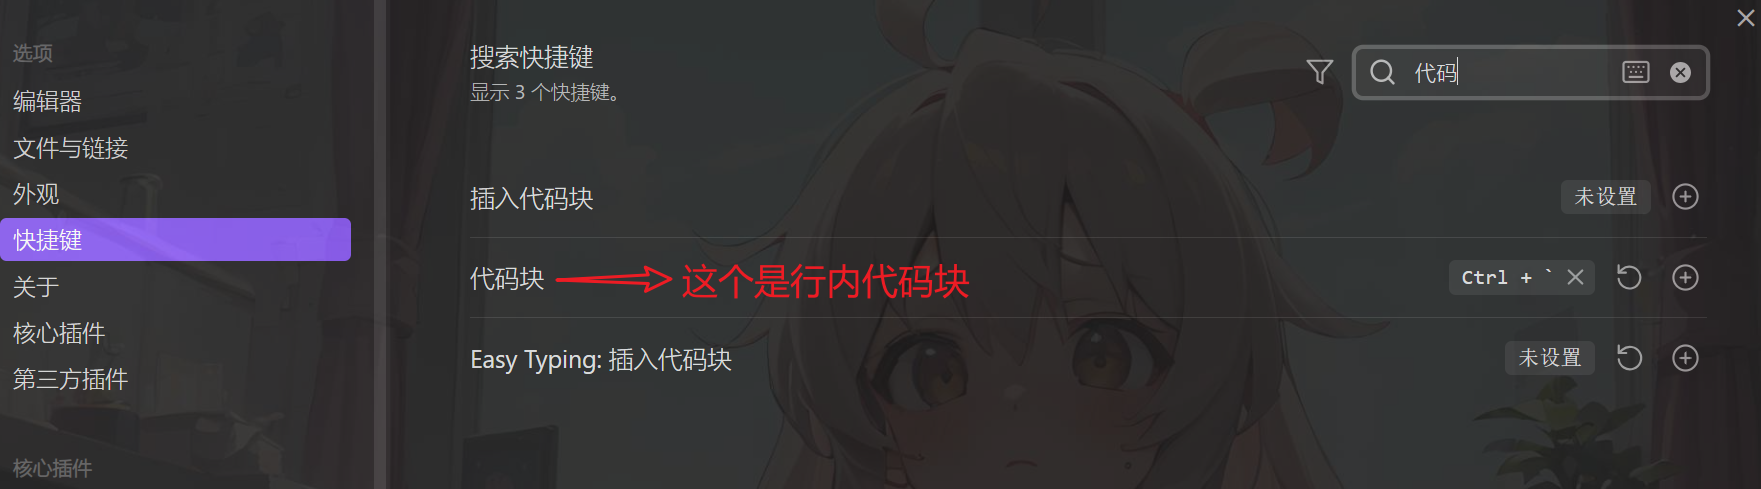 选项
编辑器
文件与链接
外观
快捷键
关于
核心插件
第三方插件
核心插件
搜索快捷键
显示 3 个快捷键。
代码
插入代码块
未设置
代码块
这个是行内代码块
Ctrl + `
Easy Typing: 插入代码块
未设置